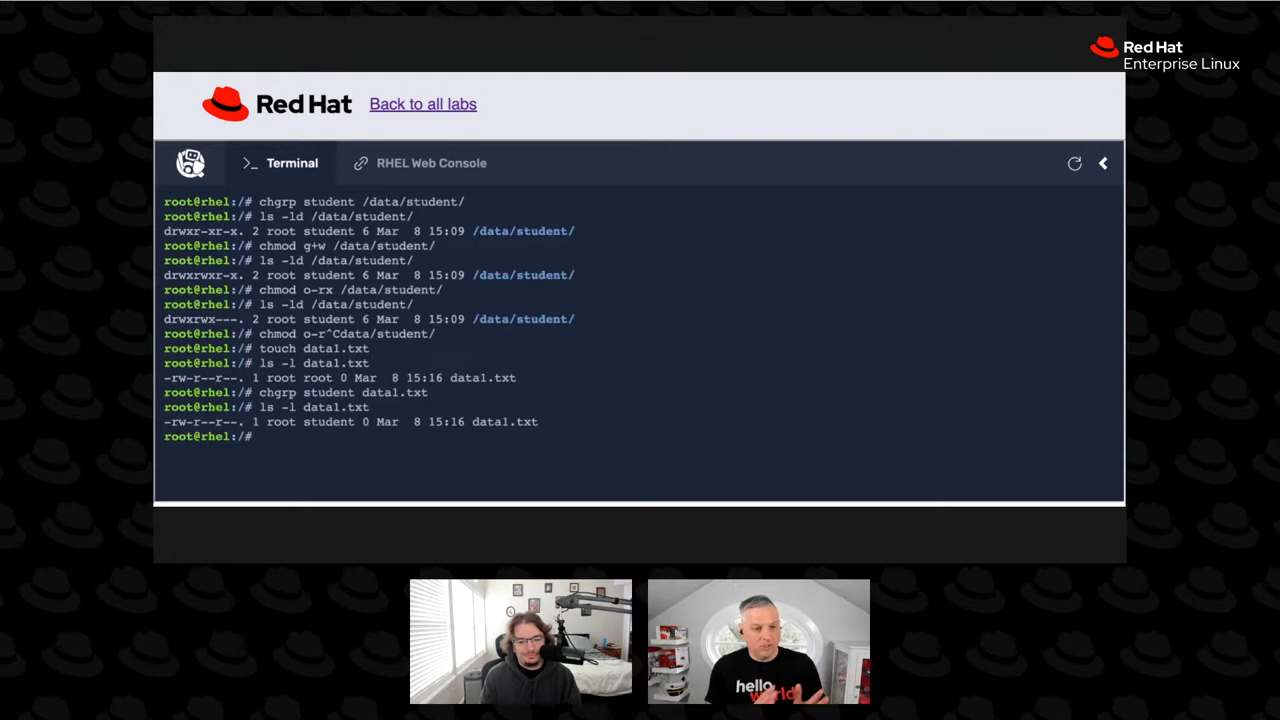 Red Hat
Enterprise Linux
Red Hat Back to all labs
>_ Terminal RHEL Web Console
root@rhel:/# chgrp student /data/student/
root@rhel:/# ls -ld /data/student/
drwxr-xr-x. 2 root student 6 Mar  8 15:09 /data/student/
root@rhel:/# chmod g+w /data/student/
root@rhel:/# ls -ld /data/student/
drwxrwxr-x. 2 root student 6 Mar  8 15:09 /data/student/
root@rhel:/# chmod o-rx /data/student/
root@rhel:/# ls -ld /data/student/
drwxrwx---. 2 root student 6 Mar  8 15:09 /data/student/
root@rhel:/# chmod o-r^Cdata/student/
root@rhel:/# touch data1.txt
root@rhel:/# ls -l data1.txt
-rw-r--r--. 1 root root 0 Mar  8 15:16 data1.txt
root@rhel:/# chgrp student data1.txt
root@rhel:/# ls -l data1.txt
-rw-r--r--. 1 root student 0 Mar  8 15:16 data1.txt
root@rhel:/#
hello
world